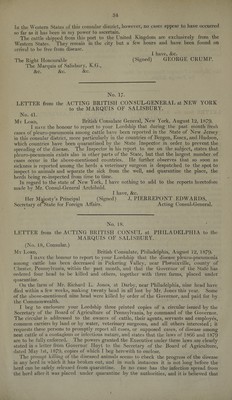 34
In the Western States of this consular district, however, no cases appear to have occurred
so far as it has been in my power to ascertain.
The cattle shipped from this port to the United Kingdom are exclusively from the
Western States. They remain in the city but a few hours and have been found on
arrival to be free from disease.
I have, &c.
The Right Honourable (Signed) GEORGE CRUMP.
The Marquis of Salisbury, K.G.,
&c. &c. &c.
No. 17.
LETTER from the ACTING BRITISH CONSUL-GENERAL at NEW YORK
to the MARQUIS OF SALISBURY.
No. 41.
MY LORD, British Consulate General, New York, August 12, 1879.
I have the honour to report to your Lordship that during the past month from
cases of pleuro-pneumonia among cattle have been reported in the State of New Jersey
in this consular district, more particularly in the counties of Bergen, Essex, and Hudson,
which counties have been quarantined by the State Inspector in order to prevent the
spreading of the disease. The Inspector in his report to me on the subject, states that
pleuro-pneumonia exists also in other parts of the State, but that the largest number of
cases occur in the above-mentioned counties. He further observes that as soon as
sickness is reported among the herds a veterinary surgeon is despatched to the spot to
inspect to animals and separate the sick from the well, and quarantine the place, the
herds being re-inspected from time to time.
In regard to the state of New York, I have nothing to add to the reports heretofore
made by Mr. Consul-General Archibald.
I have, &c.
Her Majesty's Principal (Signed) J. PIERREPONT EDWARDS,
Secretary of State for Foreign Affairs. Acting Consul-General.
No. 18.
LETTER from the ACTING BRITISH CONSUL at PHILADELPHIA to the
MARQUIS OF SALISBURY.
(No. 18, Consular.)
MY LORD, British Consulate, Philadelphia, August 12, 1879.
I have the honour to report to your Lordship that the disease pleuro-pneumonia
among cattle has been decreased in Pickering Valley, near Phoenixville, county of
Chester, Pennsylvania, within the past month, and that the Governor of the State has
ordered four head to be killed and others, together with three farms, placed under
quarantine.
On the farm of Mr. Richard L. Jones, at Darby, near Philadelphia, nine head have
died within a few weeks, making twenty head in all lost by Mr. Jones this year. Some
of the above-mentioned nine head were killed by order of the Governor, and paid for by
the Commonwealth.
I beg to enclosure your Lordship three printed copies of a circular issued by the
Secretary of the Board of Agriculture of Pennsylvania, by command of the Governor.
The circular is addressed to the owners of cattle, their agents, servants and employés,
common carriers by land or by water, veterinary surgeons, and all others interested; it
requests these persons to promptly report all cases, or supposed cases, of disease among
neat cattle of a contagious or infectious nature, and states that the laws of 1866 and 1879
are to be fully enforced. The powers granted the Executive under these laws are clearly
stated in a letter from Governor Hoyt to the Secretary of the Board of Agriculture,
dated May 1st, 1879, copies of which I beg herewith to enclose.
The prompt killing of the diseased animals seems to check the progress of the disease
in any herd in which it has broken out, and in nearly every case it is not long before the
herd can be safely released from quarantine. In no case has the infection spread from
the herd after it was placed under quarantine by the authorities, and it is believed that